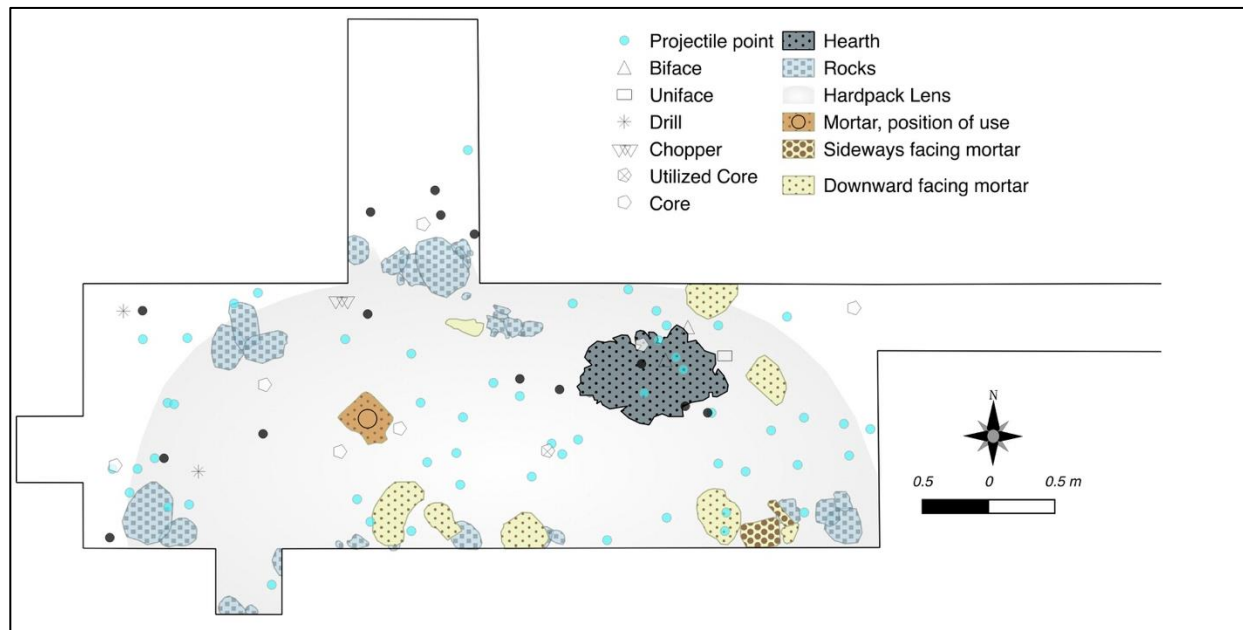 Projectile point
Biface
Uniface
Drill
Chopper
Utilized Core
Core
Hearth
Rocks
Hardpack Lens
Mortar, position of use
Sideways facing mortar
Downward facing mortar
N
0.5 0 0.5 m